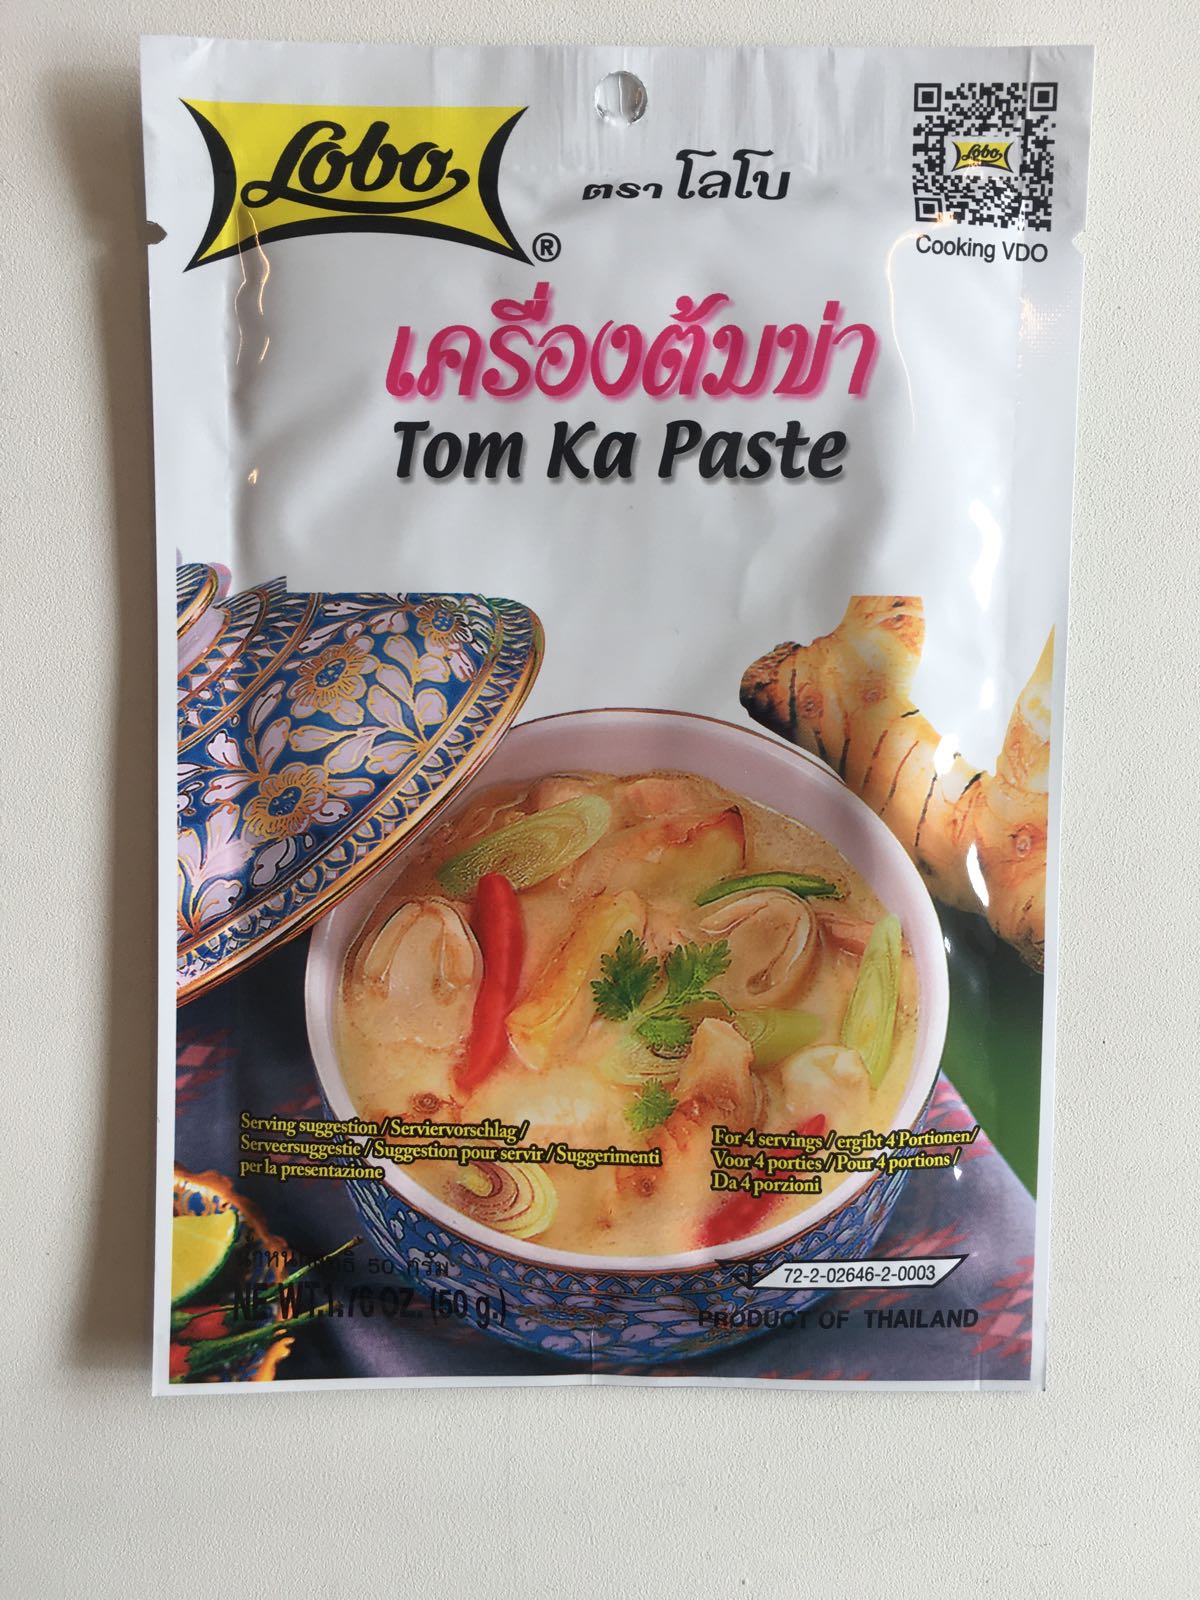 Lobo
®
ตรา โลโบ
Lobo
Cooking VDO
เครื่องต้มข่า
Tom Ka Paste
Serving suggestion / Serviervorschlag /
Serveersuggestie / Suggestion pour servir / Suggerimenti
per la presentazione
For 4 servings / ergibt 4 Portionen/
Voor 4 porties / Pour 4 portions /
Da 4 porzioni
50 กรัม
NET WT.1.76 OZ. (50 g.)
72-2-02646-2-0003
PRODUCT OF THAILAND